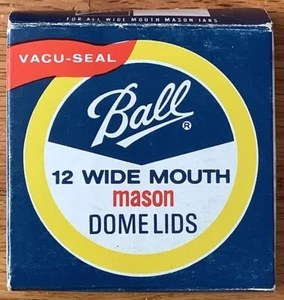 FOR ALL WIDE MOUTH MASON JARS
VACU-SEAL
Ball®
12 WIDE MOUTH
mason
DOME LIDS